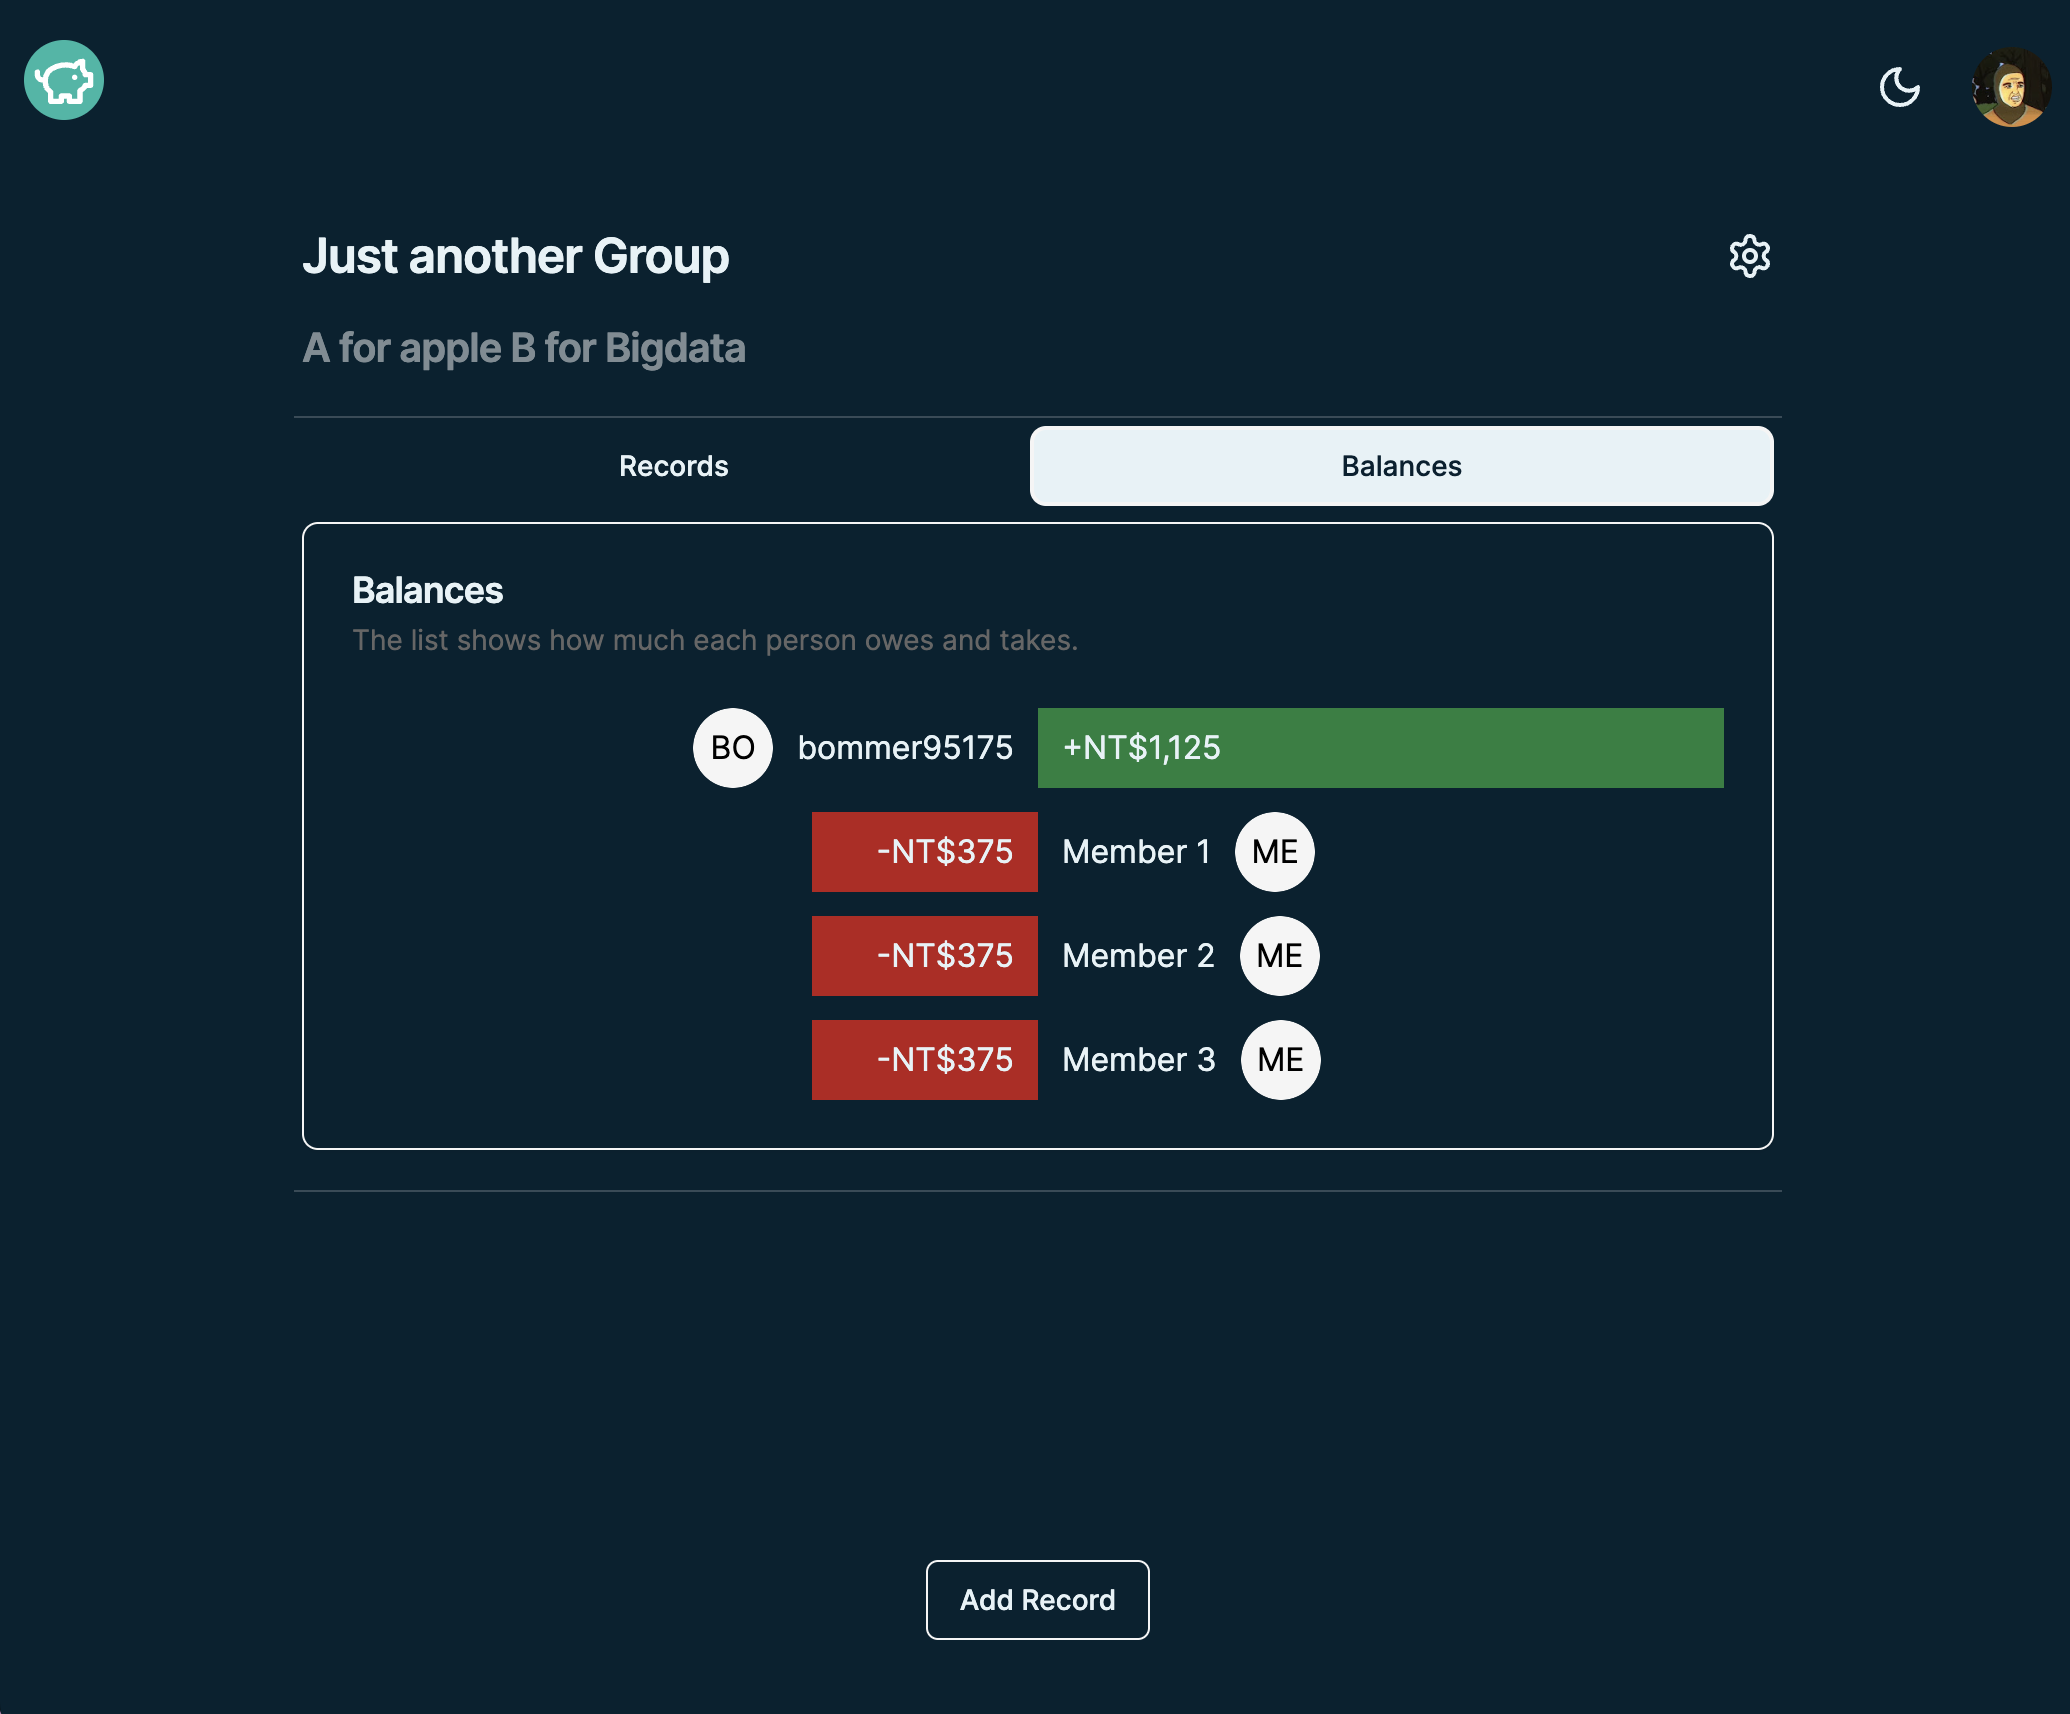 Just another Group
A for apple B for Bigdata
Records Balances
Balances
The list shows how much each person owes and takes.
BO bommer95175 +NT$1,125
-NT$375 Member 1 ME
-NT$375 Member 2 ME
-NT$375 Member 3 ME
Add Record